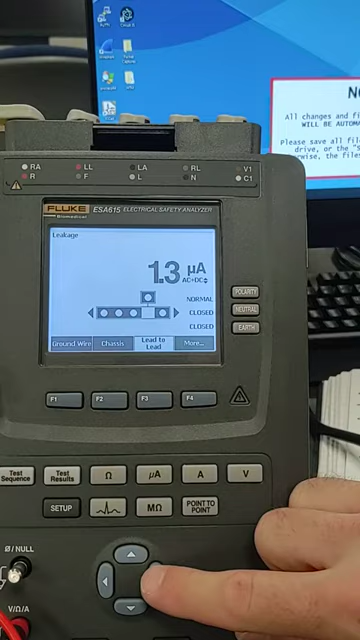 NO
All changes and fi
WILL BE AUTOMA
Please save all file
drive, or the "S
the files
RA LL LA RL V1
R F L N C1
FLUKE
Biomedical
ESA615 ELECTRICAL SAFETY ANALYZER
Leakage
1.3 µA
AC+DC
NORMAL
CLOSED
CLOSED
POLARITY
NEUTRAL
EARTH
Ground Wire Chassis Lead to Lead More...
F1 F2 F3 F4
Test Sequence
Test Results
Ω µA A V
SETUP MΩ POINT TO POINT
Ø/NULL
V/Ω/A